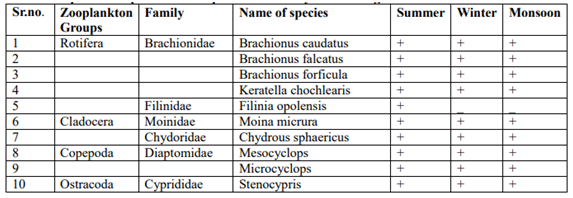 Sr.no. Zooplankton Groups Family Name of species Summer Winter Monsoon
1 Rotifera Brachionidae Brachionus caudatus + + +
2 Brachionus falcatus + + +
3 Brachionus forficula + + +
4 Keratella chochlearis + + +
5 Filinidae Filinia opolensis + _ _
6 Cladocera Moinidae Moina micrura + + +
7 Chydoridae Chydrous sphaericus + + +
8 Copepoda Diaptomidae Mesocyclops + + +
9 Microcyclops + + +
10 Ostracoda Cyprididae Stenocypris + + +